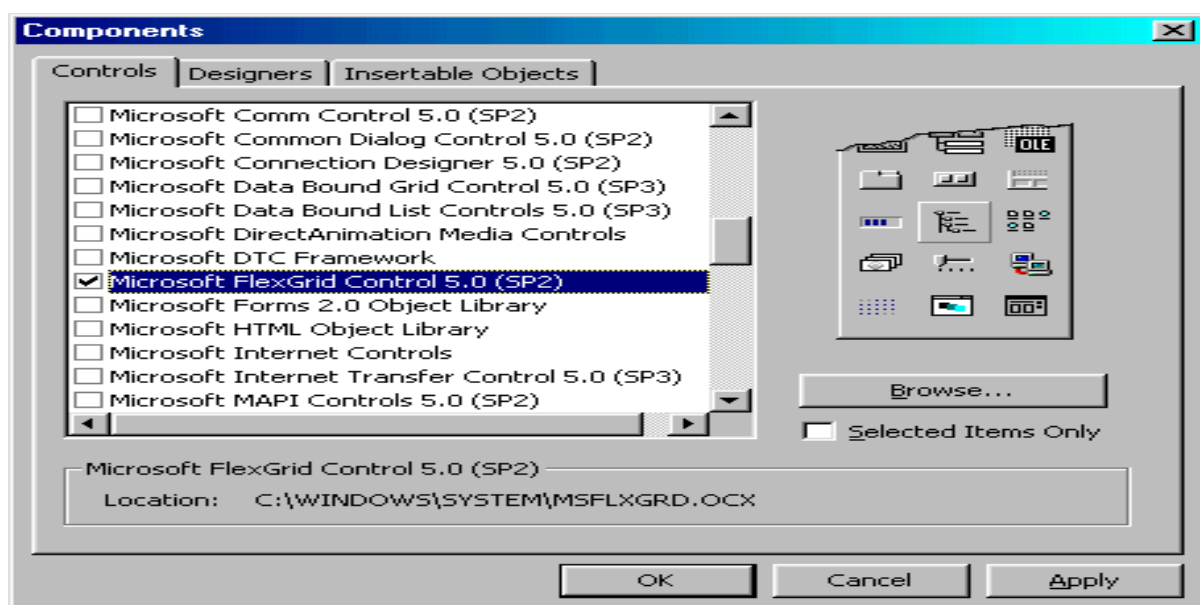 Components
Controls Designers Insertable Objects
Microsoft Comm Control 5.0 (SP2)
Microsoft Common Dialog Control 5.0 (SP2)
Microsoft Connection Designer 5.0 (SP2)
Microsoft Data Bound Grid Control 5.0 (SP3)
Microsoft Data Bound List Controls 5.0 (SP3)
Microsoft DirectAnimation Media Controls
Microsoft DTC Framework
Microsoft FlexGrid Control 5.0 (SP2)
Microsoft Forms 2.0 Object Library
Microsoft HTML Object Library
Microsoft Internet Controls
Microsoft Internet Transfer Control 5.0 (SP3)
Microsoft MAPI Controls 5.0 (SP2)
OLE
Browse...
Selected Items Only
Microsoft FlexGrid Control 5.0 (SP2)
Location: C:\WINDOWS\SYSTEM\MSFLXGRD.OCX
OK Cancel Apply